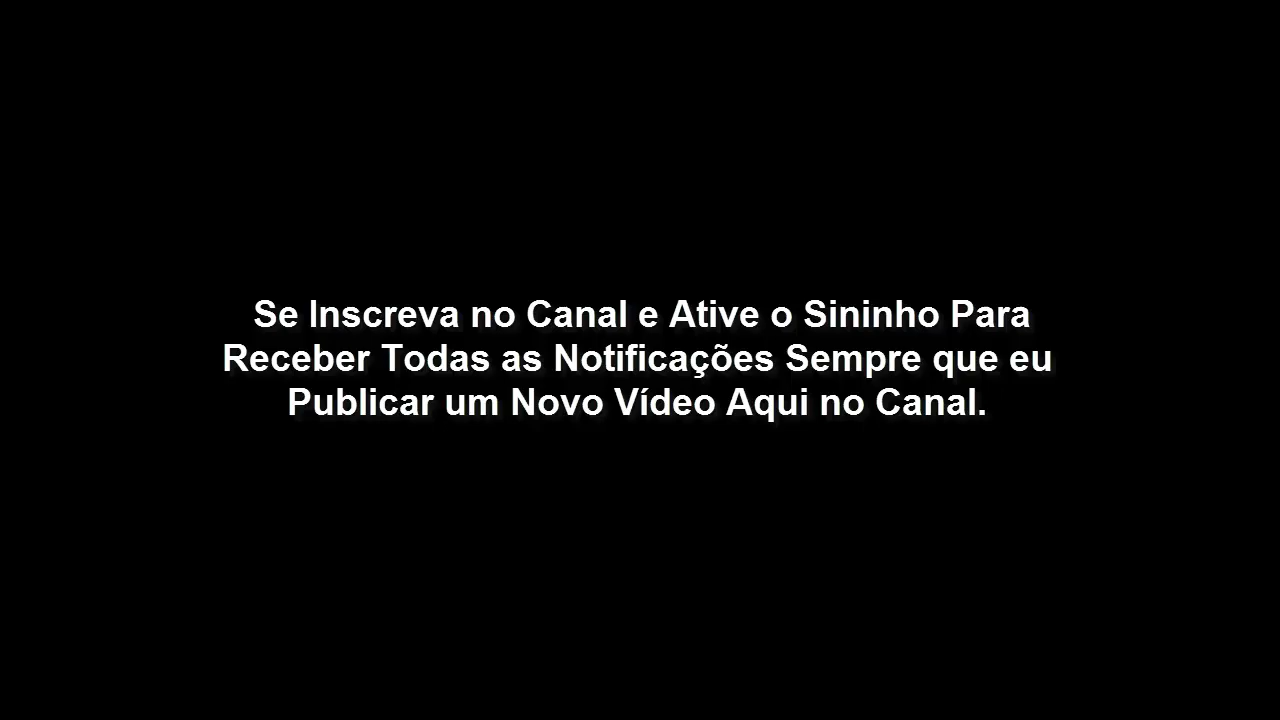 Se Inscreva no Canal e Ative o Sininho Para
Receber Todas as Notificações Sempre que eu
Publicar um Novo Vídeo Aqui no Canal.